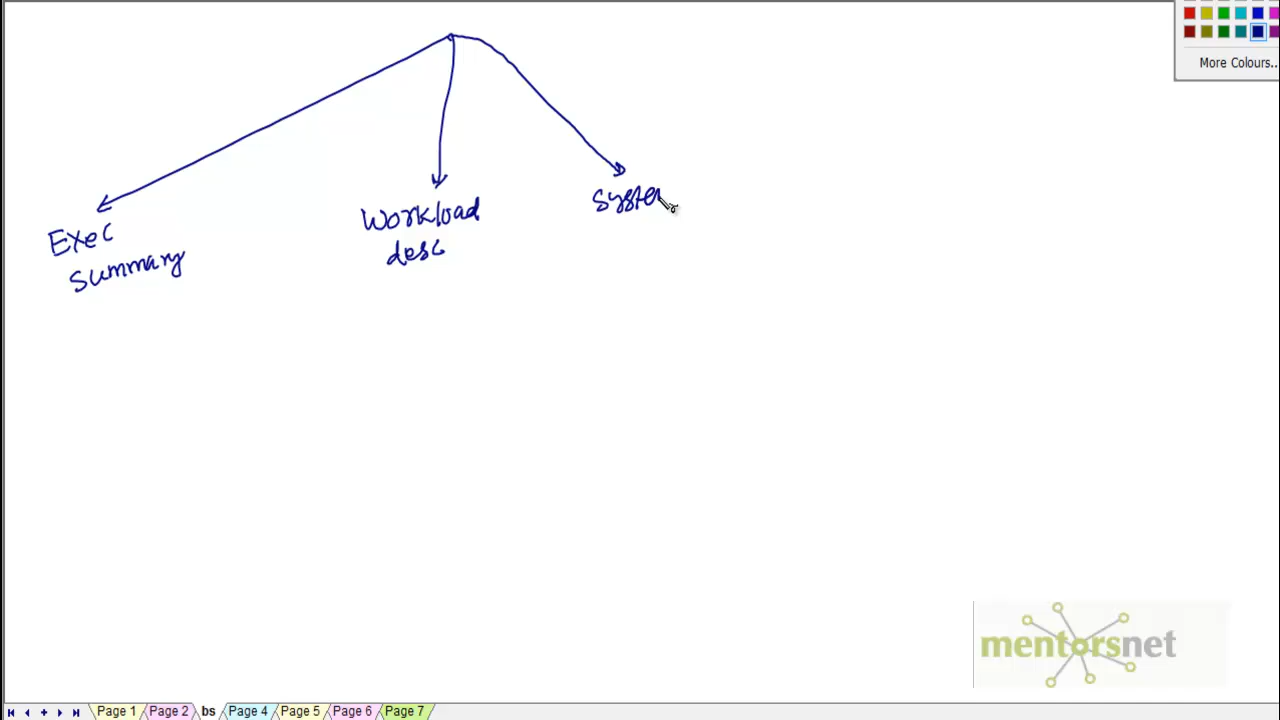 More Colours..
Exec
summary
Workload
desc
System
mentorsnet
Page 1
Page 2
bs
Page 4
Page 5
Page 6
Page 7